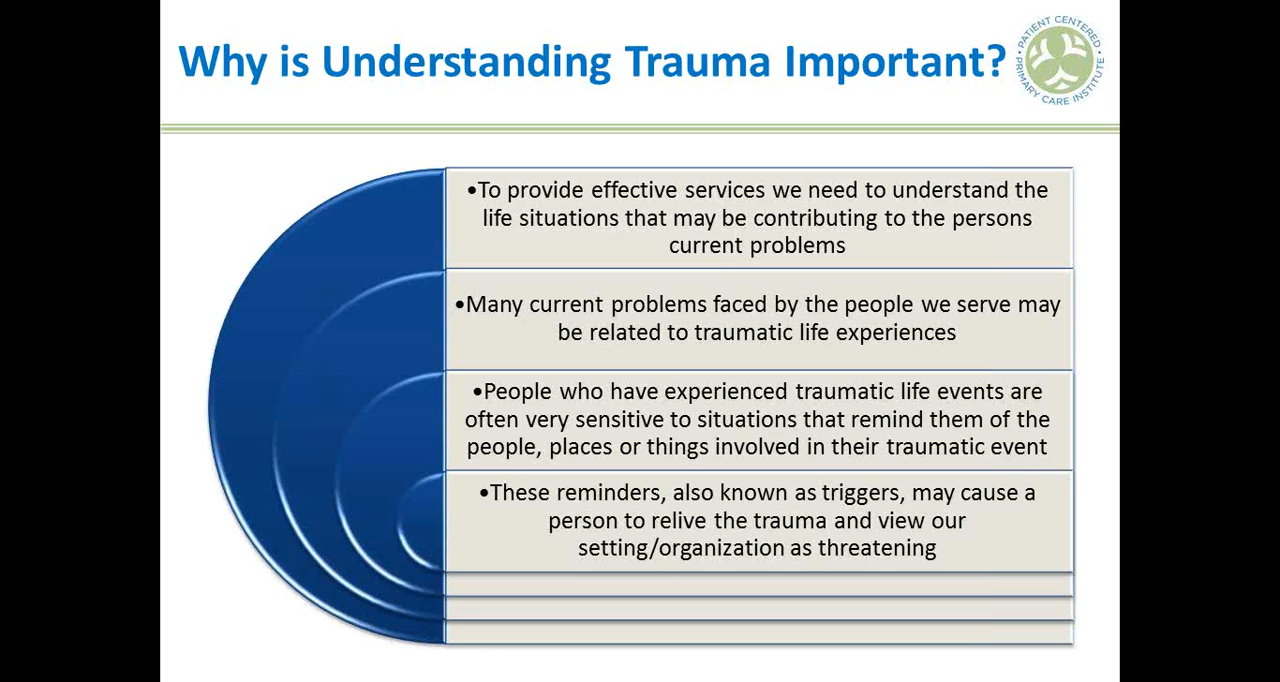 Why is Understanding Trauma Important?
PATIENT CENTERED
PRIMARY CARE INSTITUTE
•To provide effective services we need to understand the
life situations that may be contributing to the persons
current problems
•Many current problems faced by the people we serve may
be related to traumatic life experiences
•People who have experienced traumatic life events are
often very sensitive to situations that remind them of the
people, places or things involved in their traumatic event
•These reminders, also known as triggers, may cause a
person to relive the trauma and view our
setting/organization as threatening